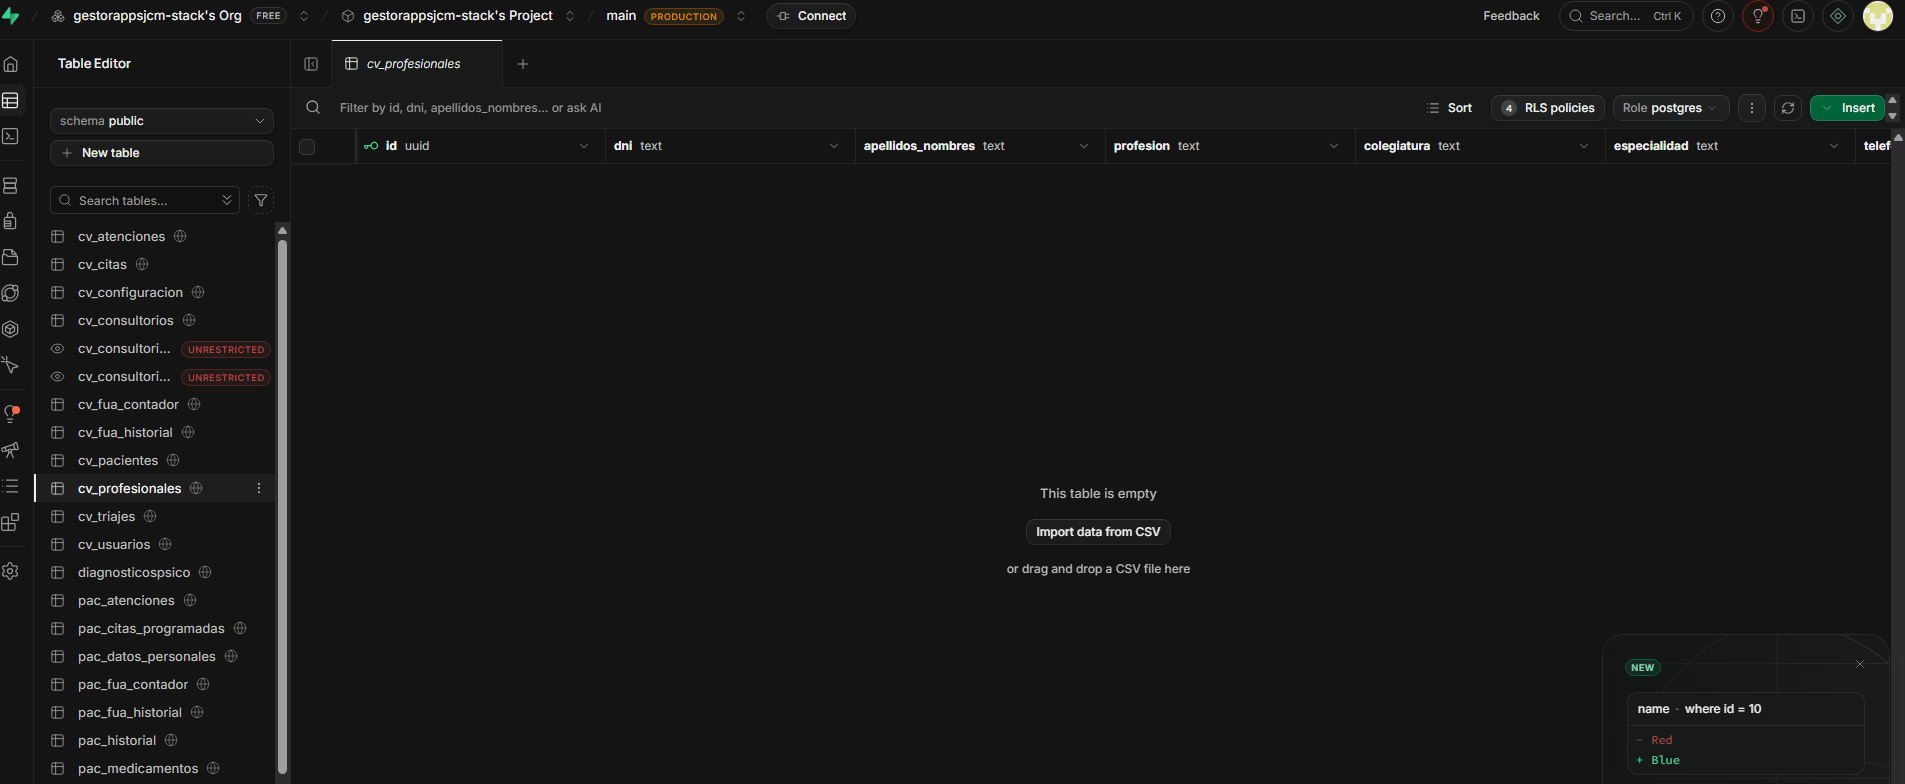 gestorappsjcm-stack's Org FREE gestorappsjcm-stack's Project main PRODUCTION Connect Feedback Search... Ctrl K
Table Editor
cv_profesionales
schema public
New table
Search tables...
cv_atenciones
cv_citas
cv_configuracion
cv_consultorios
cv_consultori... UNRESTRICTED
cv_consultori... UNRESTRICTED
cv_fua_contador
cv_fua_historial
cv_pacientes
cv_profesionales
cv_triajes
cv_usuarios
diagnosticospsico
pac_atenciones
pac_citas_programadas
pac_datos_personales
pac_fua_contador
pac_fua_historial
pac_historial
pac_medicamentos
Filter by id, dni, apellidos_nombres... or ask AI Sort 4 RLS policies Role postgres Insert
id uuid dni text apellidos_nombres text profesion text colegiatura text especialidad text telef
This table is empty
Import data from CSV
or drag and drop a CSV file here
NEW
name · where id = 10
- Red
+ Blue